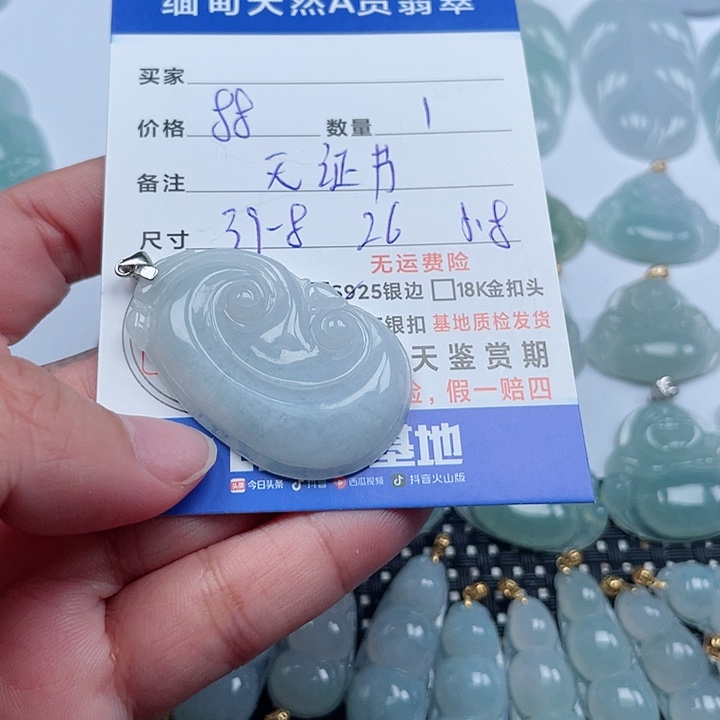 缅甸天然A货翡翠
买家
价格 88 数量 1
备注 无证书
尺寸 39-8 26 8.8
无运费险
S925银边 □18K金扣头
银扣 基地质检发货
天鉴赏期
险，假一赔四
基地
头条 今日头条 抖音 西瓜视频 抖音火山版